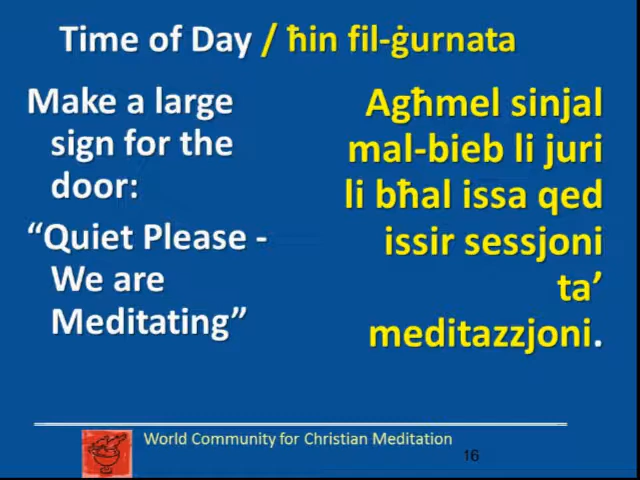 Time of Day / ħin fil-ġurnata
Make a large
sign for the
door:
“Quiet Please -
We are
Meditating”
Agħmel sinjal
mal-bieb li juri
li bħal issa qed
issir sessjoni
ta’
meditazzjoni.
World Community for Christian Meditation
16